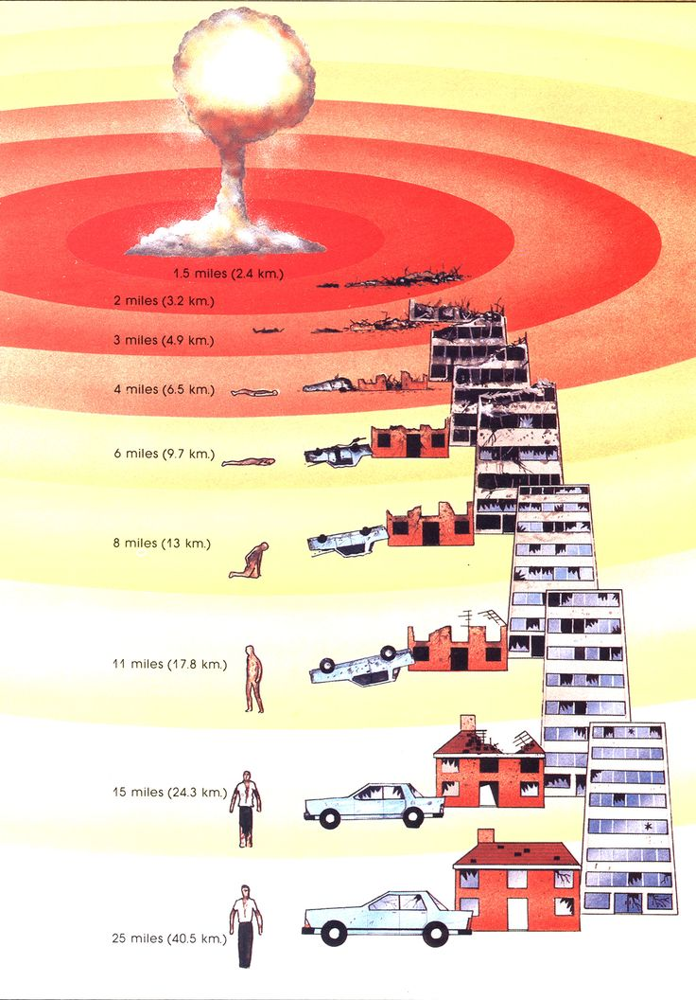 1.5 miles (2.4 km.)
2 miles (3.2 km.)
3 miles (4.9 km.)
4 miles (6.5 km.)
6 miles (9.7 km.)
8 miles (13 km.)
11 miles (17.8 km.)
15 miles (24.3 km.)
25 miles (40.5 km.)